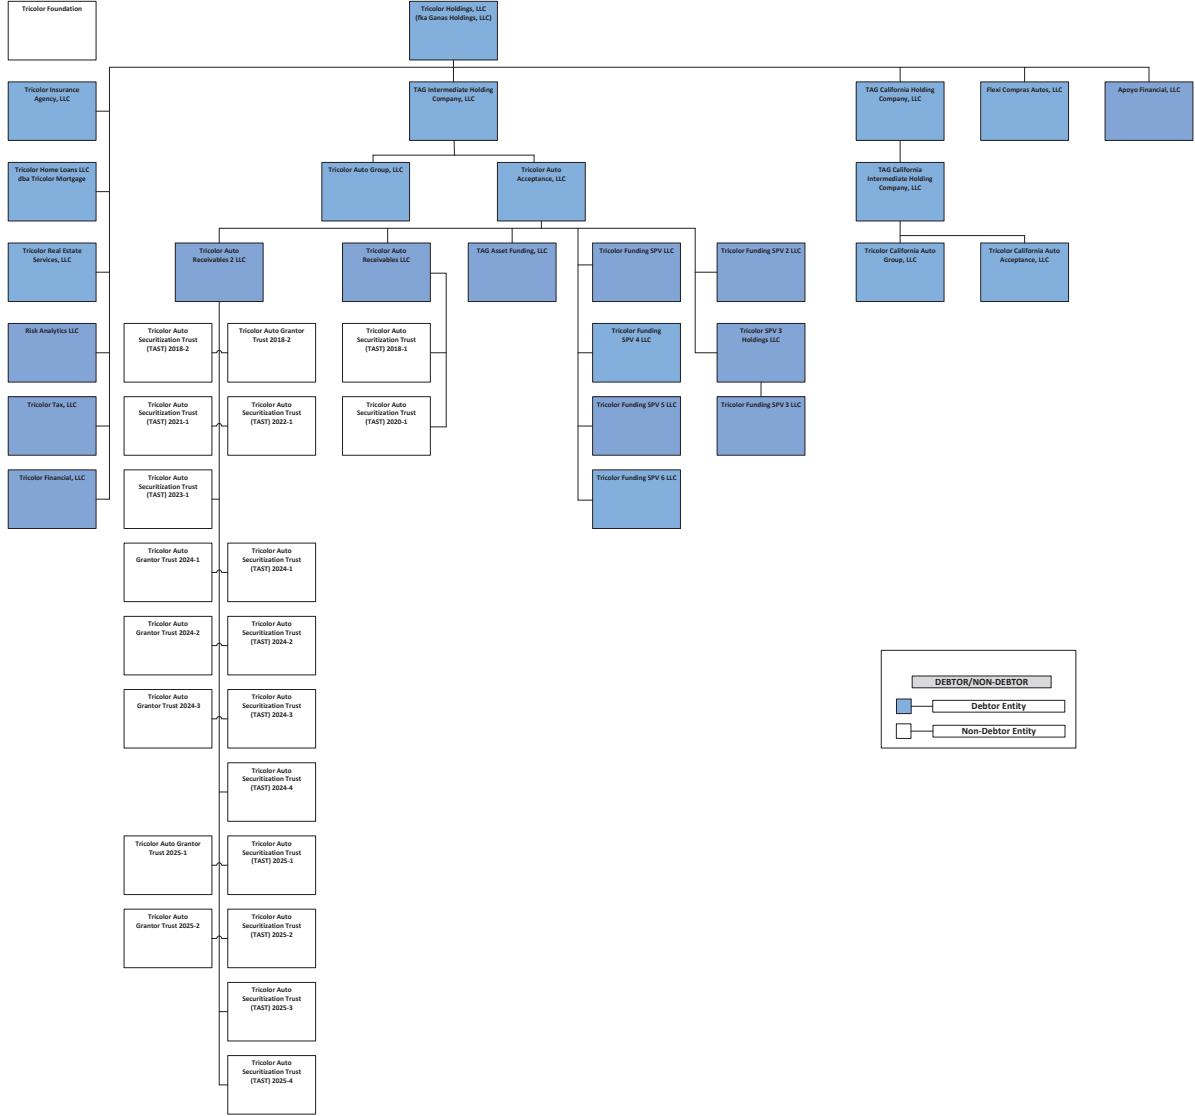 Tricolor Foundation
Tricolor Holdings, LLC
(fka Ganas Holdings, LLC)
Tricolor Insurance
Agency, LLC
TAG Intermediate Holding
Company, LLC
TAG California Holding
Company, LLC
Flexi Compras Autos, LLC
Apoyo Financial, LLC
Tricolor Home Loans LLC
dba Tricolor Mortgage
Tricolor Auto Group, LLC
Tricolor Auto
Acceptance, LLC
TAG California
Intermediate Holding
Company, LLC
Tricolor Real Estate
Services, LLC
Tricolor Auto
Receivables 2 LLC
Tricolor Auto
Receivables LLC
TAG Asset Funding, LLC
Tricolor Funding SPV LLC
Tricolor Funding SPV 2 LLC
Tricolor California Auto
Group, LLC
Tricolor California Auto
Acceptance, LLC
Risk Analytics LLC
Tricolor Auto
Securitization Trust
(TAST) 2018-2
Tricolor Auto Grantor
Trust 2018-2
Tricolor Auto
Securitization Trust
(TAST) 2018-1
Tricolor Funding
SPV 4 LLC
Tricolor SPV 3
Holdings LLC
Tricolor Tax, LLC
Tricolor Auto
Securitization Trust
(TAST) 2021-1
Tricolor Auto
Securitization Trust
(TAST) 2022-1
Tricolor Auto
Securitization Trust
(TAST) 2020-1
Tricolor Funding SPV 5 LLC
Tricolor Funding SPV 3 LLC
Tricolor Financial, LLC
Tricolor Auto
Securitization Trust
(TAST) 2023-1
Tricolor Funding SPV 6 LLC
Tricolor Auto
Grantor Trust 2024-1
Tricolor Auto
Securitization Trust
(TAST) 2024-1
Tricolor Auto
Grantor Trust 2024-2
Tricolor Auto
Securitization Trust
(TAST) 2024-2
Tricolor Auto
Grantor Trust 2024-3
Tricolor Auto
Securitization Trust
(TAST) 2024-3
DEBTOR/NON-DEBTOR
Debtor Entity
Non-Debtor Entity
Tricolor Auto
Securitization Trust
(TAST) 2024-4
Tricolor Auto Grantor
Trust 2025-1
Tricolor Auto
Securitization Trust
(TAST) 2025-1
Tricolor Auto
Grantor Trust 2025-2
Tricolor Auto
Securitization Trust
(TAST) 2025-2
Tricolor Auto
Securitization Trust
(TAST) 2025-3
Tricolor Auto
Securitization Trust
(TAST) 2025-4